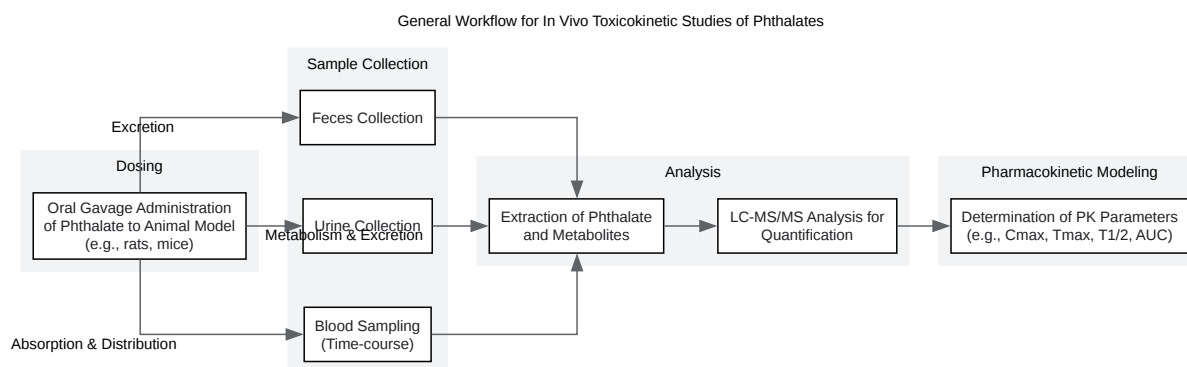 General Workflow for In Vivo Toxicokinetic Studies of Phthalates
Sample Collection
Feces Collection
Excretion
Dosing
Oral Gavage Administration
of Phthalate to Animal Model
(e.g., rats, mice)
Urine Collection
Metabolism & Excretion
Blood Sampling
(Time-course)
Absorption & Distribution
Analysis
Extraction of Phthalate
and Metabolites
LC-MS/MS Analysis for
Quantification
Pharmacokinetic Modeling
Determination of PK Parameters
(e.g., Cmax, Tmax, T1/2, AUC)